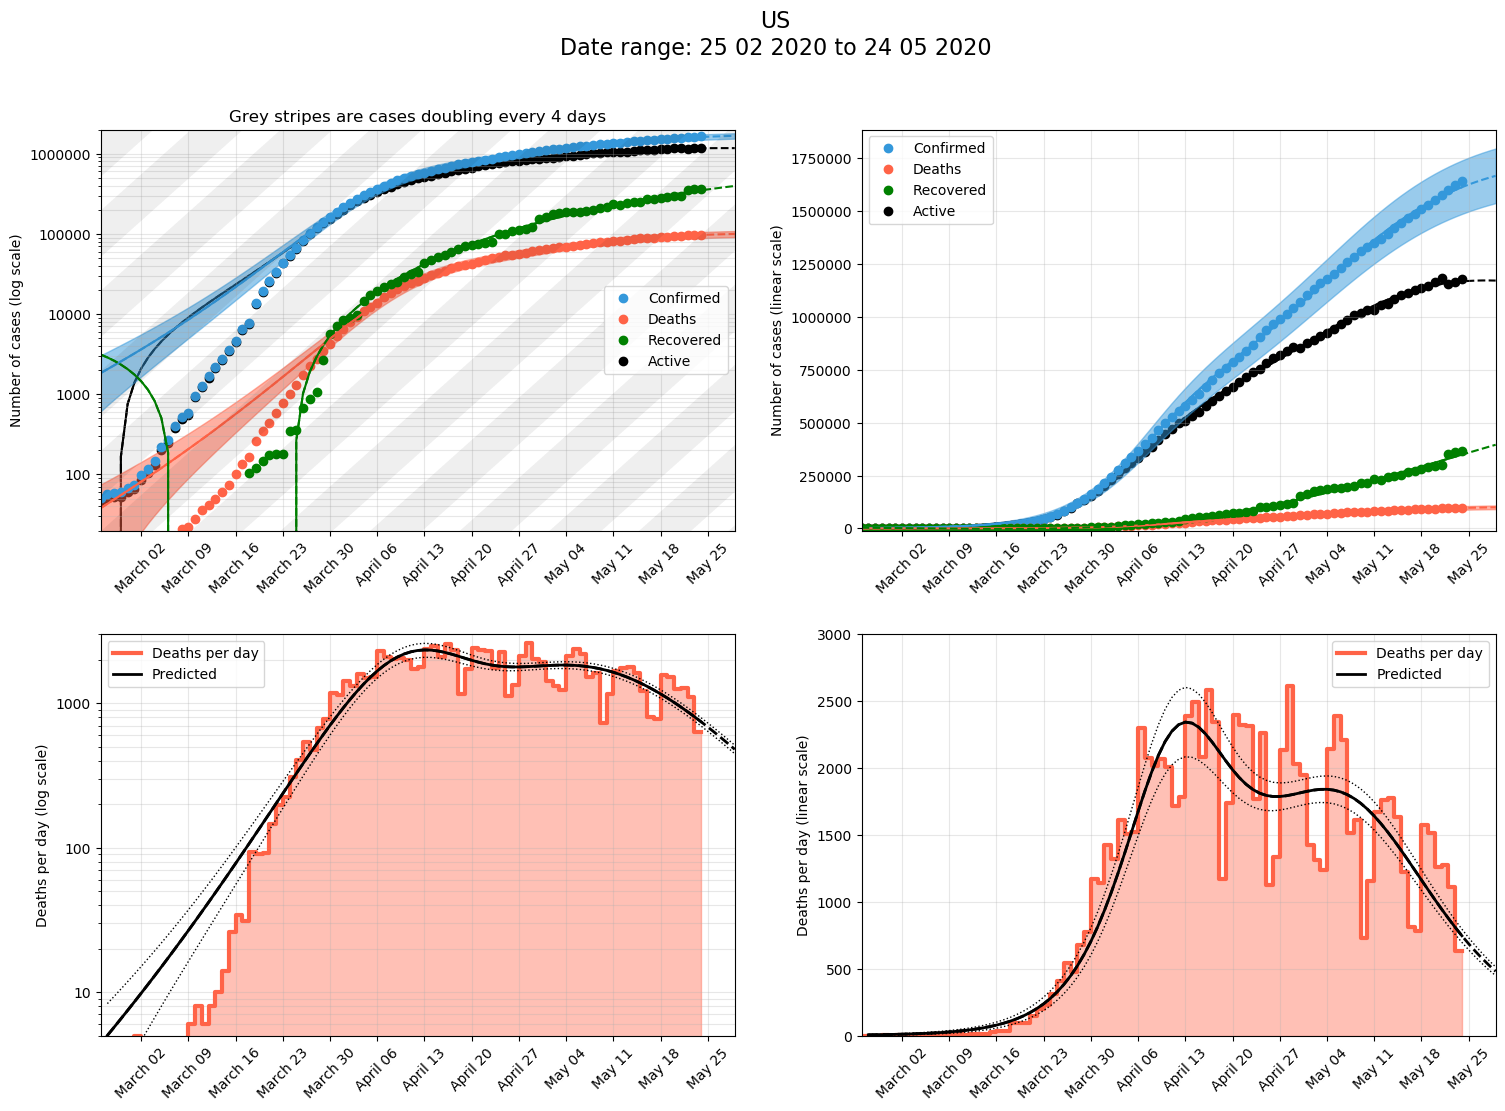 US
Date range: 25 02 2020 to 24 05 2020
Grey stripes are cases doubling every 4 days
Number of cases (log scale)
1000000
100000
10000
1000
100
Confirmed
Deaths
Recovered
Active
March 02
March 09
March 16
March 23
March 30
April 06
April 13
April 20
April 27
May 04
May 11
May 18
May 25
Number of cases (linear scale)
1750000
1500000
1250000
1000000
750000
500000
250000
0
Confirmed
Deaths
Recovered
Active
March 02
March 09
March 16
March 23
March 30
April 06
April 13
April 20
April 27
May 04
May 11
May 18
May 25
Deaths per day (log scale)
1000
100
10
Deaths per day
Predicted
March 02
March 09
March 16
March 23
March 30
April 06
April 13
April 20
April 27
May 04
May 11
May 18
May 25
Deaths per day (linear scale)
3000
2500
2000
1500
1000
500
0
Deaths per day
Predicted
March 02
March 09
March 16
March 23
March 30
April 06
April 13
April 20
April 27
May 04
May 11
May 18
May 25